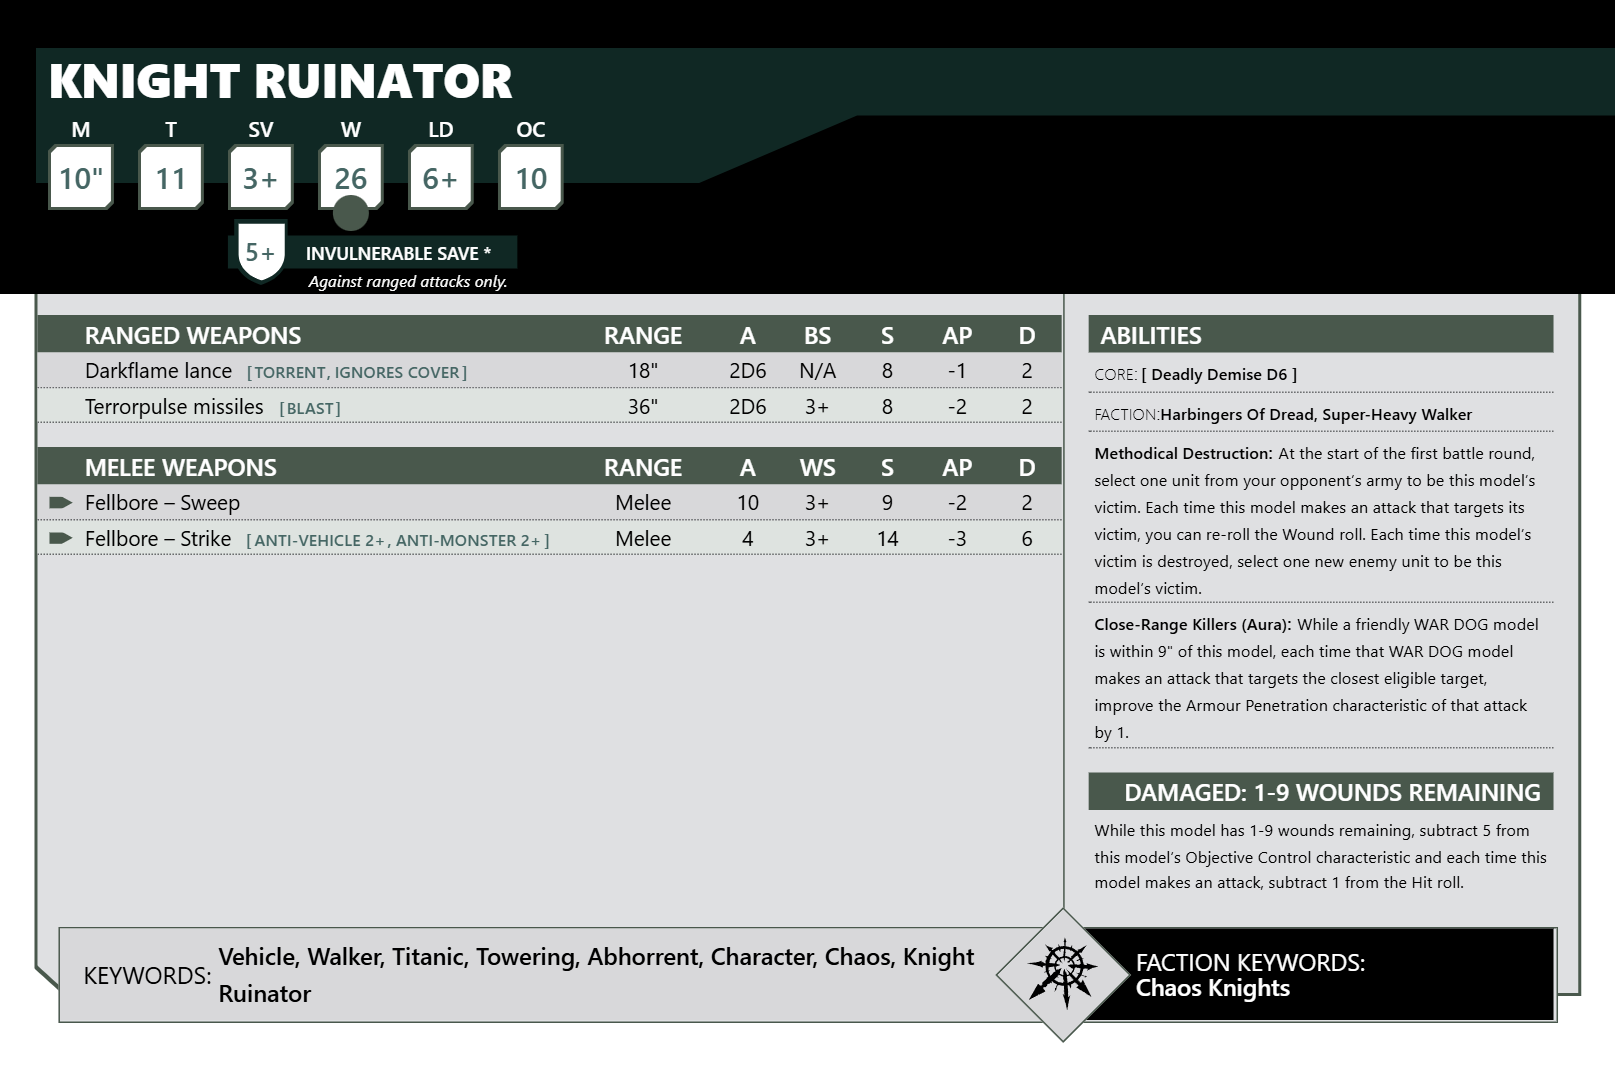 KNIGHT RUINATOR
M T SV W LD OC
10" 11 3+ 26 6+ 10
5+ INVULNERABLE SAVE *
Against ranged attacks only.
RANGED WEAPONS RANGE A BS S AP D
Darkflame lance [TORRENT, IGNORES COVER] 18" 2D6 N/A 8 -1 2
Terrorpulse missiles [BLAST] 36" 2D6 3+ 8 -2 2
MELEE WEAPONS RANGE A WS S AP D
Fellbore – Sweep Melee 10 3+ 9 -2 2
Fellbore – Strike [ANTI-VEHICLE 2+, ANTI-MONSTER 2+] Melee 4 3+ 14 -3 6
ABILITIES
CORE: [ Deadly Demise D6 ]
FACTION:Harbingers Of Dread, Super-Heavy Walker
Methodical Destruction: At the start of the first battle round,
select one unit from your opponent's army to be this model's
victim. Each time this model makes an attack that targets its
victim, you can re-roll the Wound roll. Each time this model's
victim is destroyed, select one new enemy unit to be this
model's victim.
Close-Range Killers (Aura): While a friendly WAR DOG model
is within 9" of this model, each time that WAR DOG model
makes an attack that targets the closest eligible target,
improve the Armour Penetration characteristic of that attack
by 1.
DAMAGED: 1-9 WOUNDS REMAINING
While this model has 1-9 wounds remaining, subtract 5 from
this model's Objective Control characteristic and each time this
model makes an attack, subtract 1 from the Hit roll.
KEYWORDS: Vehicle, Walker, Titanic, Towering, Abhorrent, Character, Chaos, Knight
Ruinator
FACTION KEYWORDS:
Chaos Knights